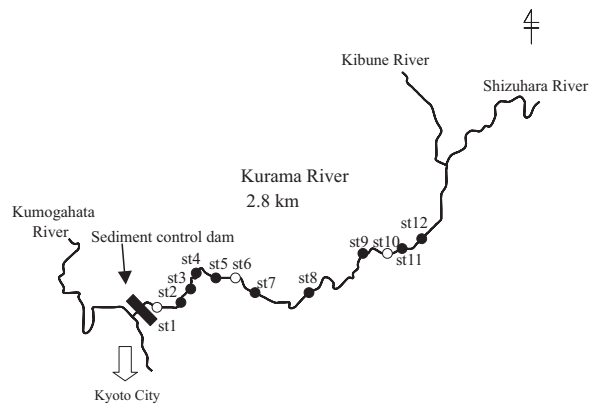 Kibune River
Shizuhara River
Kurama River
2.8 km
Kumogahata
River
Sediment control dam
st12
st9 st10
st11
st4
st5 st6
st3
st7
st8
st2
st1
Kyoto City